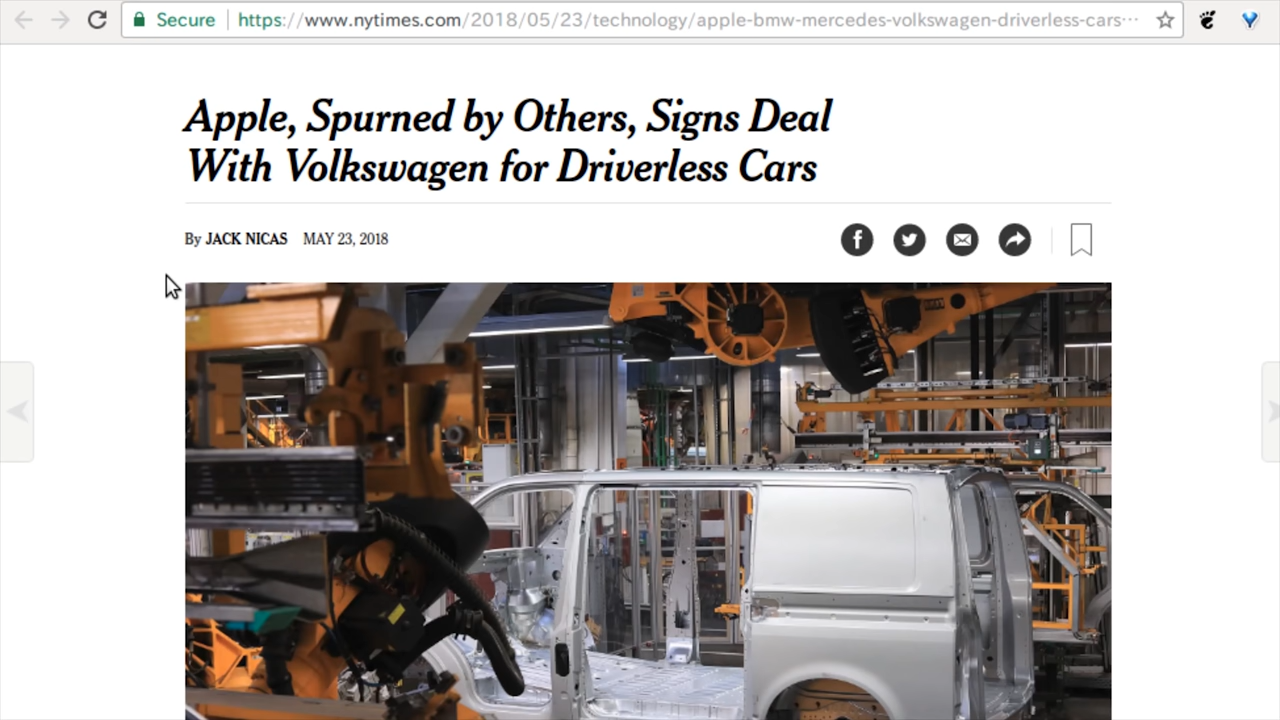 Secure https://www.nytimes.com/2018/05/23/technology/apple-bmw-mercedes-volkswagen-driverless-cars…
Apple, Spurned by Others, Signs Deal
With Volkswagen for Driverless Cars
By JACK NICAS MAY 23, 2018